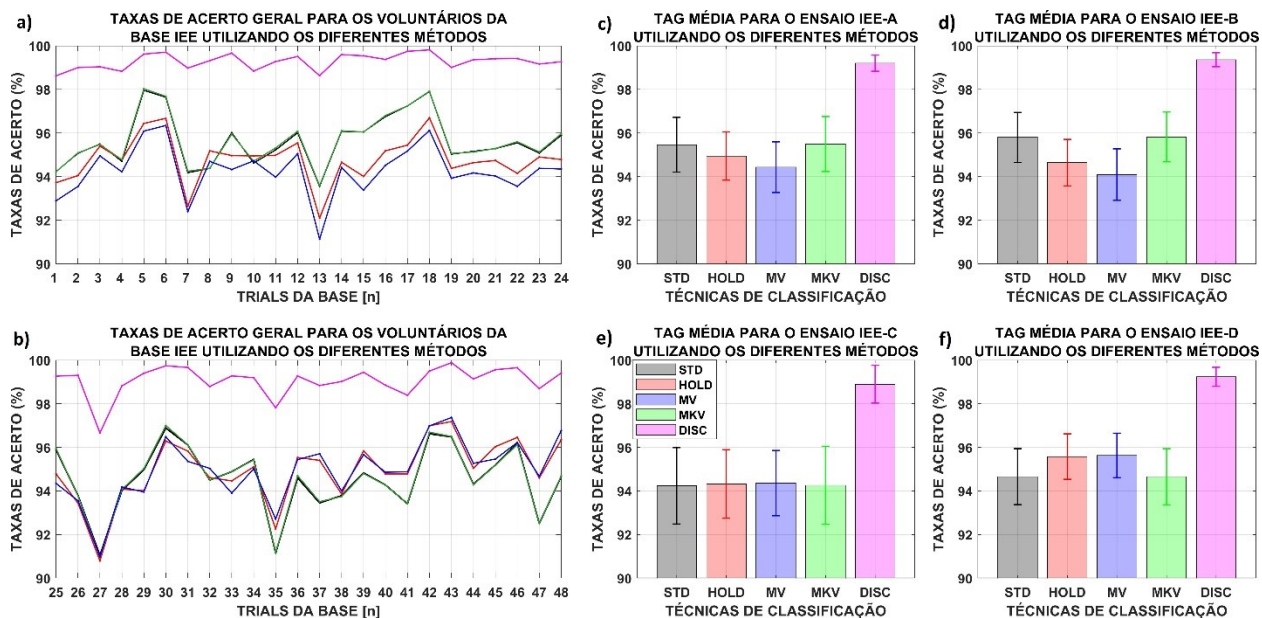 a)
TAXAS DE ACERTO GERAL PARA OS VOLUNTÁRIOS DA
BASE IEE UTILIZANDO OS DIFERENTES MÉTODOS
TAXAS DE ACERTO (%)
100
98
96
94
92
90
1 2 3 4 5 6 7 8 9 10 11 12 13 14 15 16 17 18 19 20 21 22 23 24
TRIALS DA BASE [n]
c)
TAG MÉDIA PARA O ENSAIO IEE-A
UTILIZANDO OS DIFERENTES MÉTODOS
TAXAS DE ACERTO (%)
100
98
96
94
92
90
STD HOLD MV MKV DISC
TÉCNICAS DE CLASSIFICAÇÃO
d)
TAG MÉDIA PARA O ENSAIO IEE-B
UTILIZANDO OS DIFERENTES MÉTODOS
TAXAS DE ACERTO (%)
100
98
96
94
92
90
STD HOLD MV MKV DISC
TÉCNICAS DE CLASSIFICAÇÃO
b)
TAXAS DE ACERTO GERAL PARA OS VOLUNTÁRIOS DA
BASE IEE UTILIZANDO OS DIFERENTES MÉTODOS
TAXAS DE ACERTO (%)
100
98
96
94
92
90
25 26 27 28 29 30 31 32 33 34 35 36 37 38 39 40 41 42 43 44 45 46 47 48
TRIALS DA BASE [n]
e)
TAG MÉDIA PARA O ENSAIO IEE-C
UTILIZANDO OS DIFERENTES MÉTODOS
TAXAS DE ACERTO (%)
100
98
96
94
92
90
STD
HOLD
MV
MKV
DISC
STD HOLD MV MKV DISC
TÉCNICAS DE CLASSIFICAÇÃO
f)
TAG MÉDIA PARA O ENSAIO IEE-D
UTILIZANDO OS DIFERENTES MÉTODOS
TAXAS DE ACERTO (%)
100
98
96
94
92
90
STD HOLD MV MKV DISC
TÉCNICAS DE CLASSIFICAÇÃO